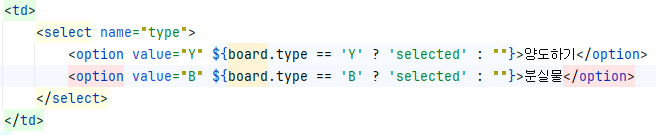 <td>
<select name="type">
<option value="Y" ${board.type == 'Y' ? 'selected' : ""}>양도하기</option>
<option value="B" ${board.type == 'B' ? 'selected' : ""}>분실물</option>
</select>
</td>